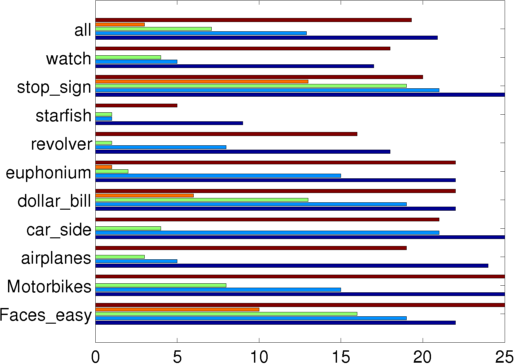 all
watch
stop_sign
starfish
revolver
euphonium
dollar_bill
car_side
airplanes
Motorbikes
Faces_easy
0 5 10 15 20 25